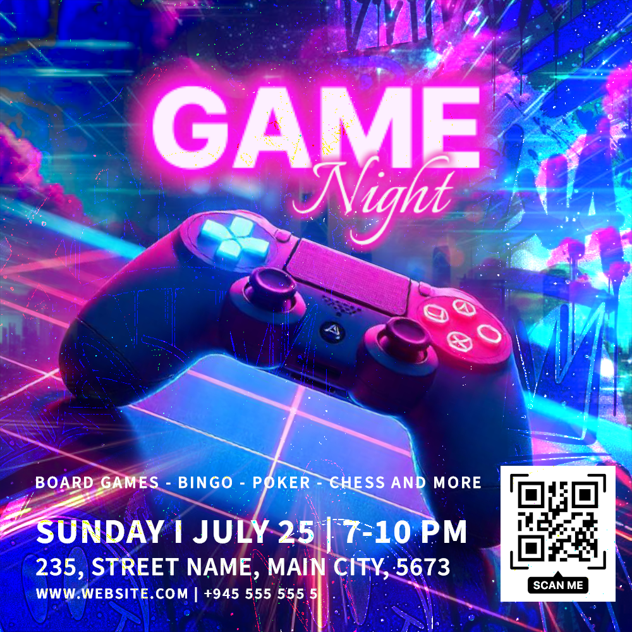 GAME
Night
BOARD GAMES - BINGO - POKER - CHESS AND MORE
SUNDAY I JULY 25 | 7-10 PM
235, STREET NAME, MAIN CITY, 5673
WWW.WEBSITE.COM | +945 555 555 5
SCAN ME